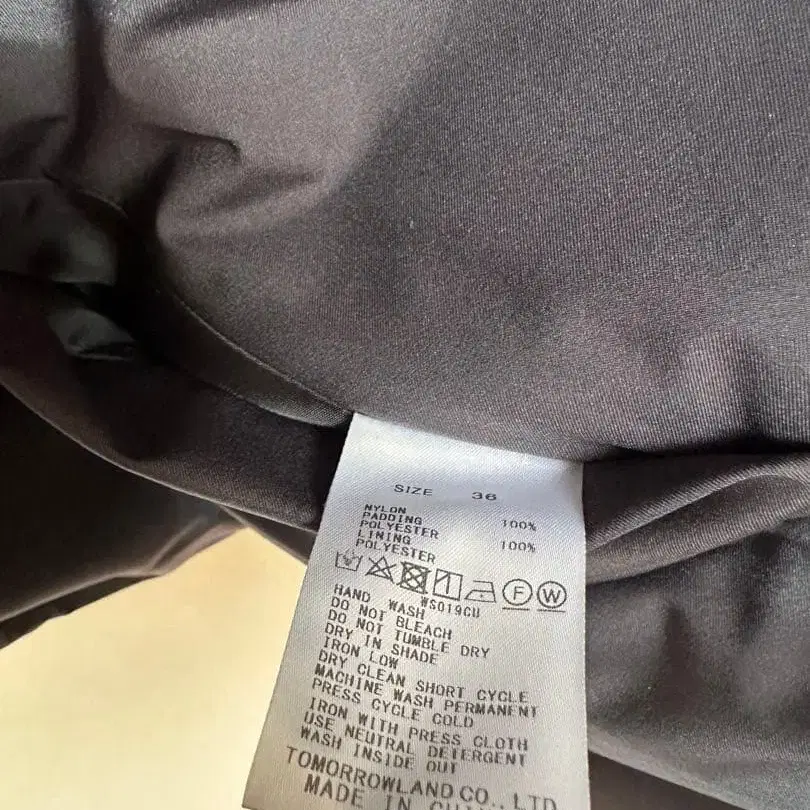 SIZE 36
NYLON 100%
PADDING
POLYESTER 100%
LINING
POLYESTER
F W
WS019CU
HAND WASH
DO NOT BLEACH
DO NOT TUMBLE DRY
DRY IN SHADE
IRON LOW
DRY CLEAN SHORT CYCLE
MACHINE WASH PERMANENT
PRESS CYCLE COLD
IRON WITH PRESS CLOTH
USE NEUTRAL DETERGENT
WASH INSIDE OUT
TOMORROWLAND CO., LTD
MADE IN